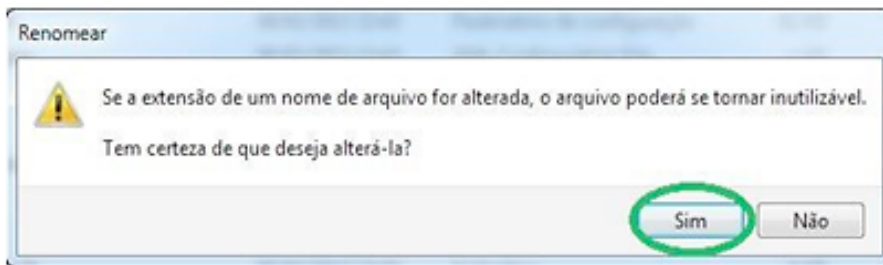 Renomear
Se a extensão de um nome de arquivo for alterada, o arquivo poderá se tornar inutilizável.
Tem certeza de que deseja alterá-la?
Sim Não